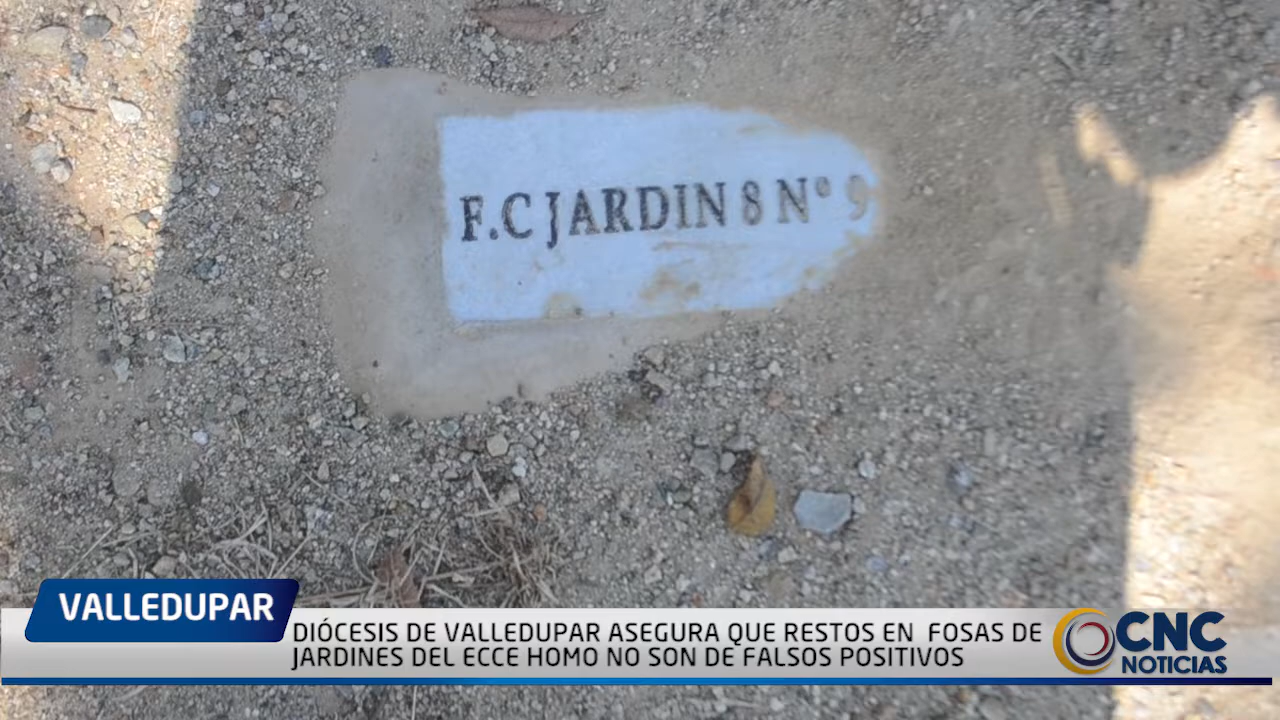 F.C JARDIN 8 Nº 9
VALLEDUPAR
DIÓCESIS DE VALLEDUPAR ASEGURA QUE RESTOS EN FOSAS DE
JARDINES DEL ECCE HOMO NO SON DE FALSOS POSITIVOS
CNC
NOTICIAS